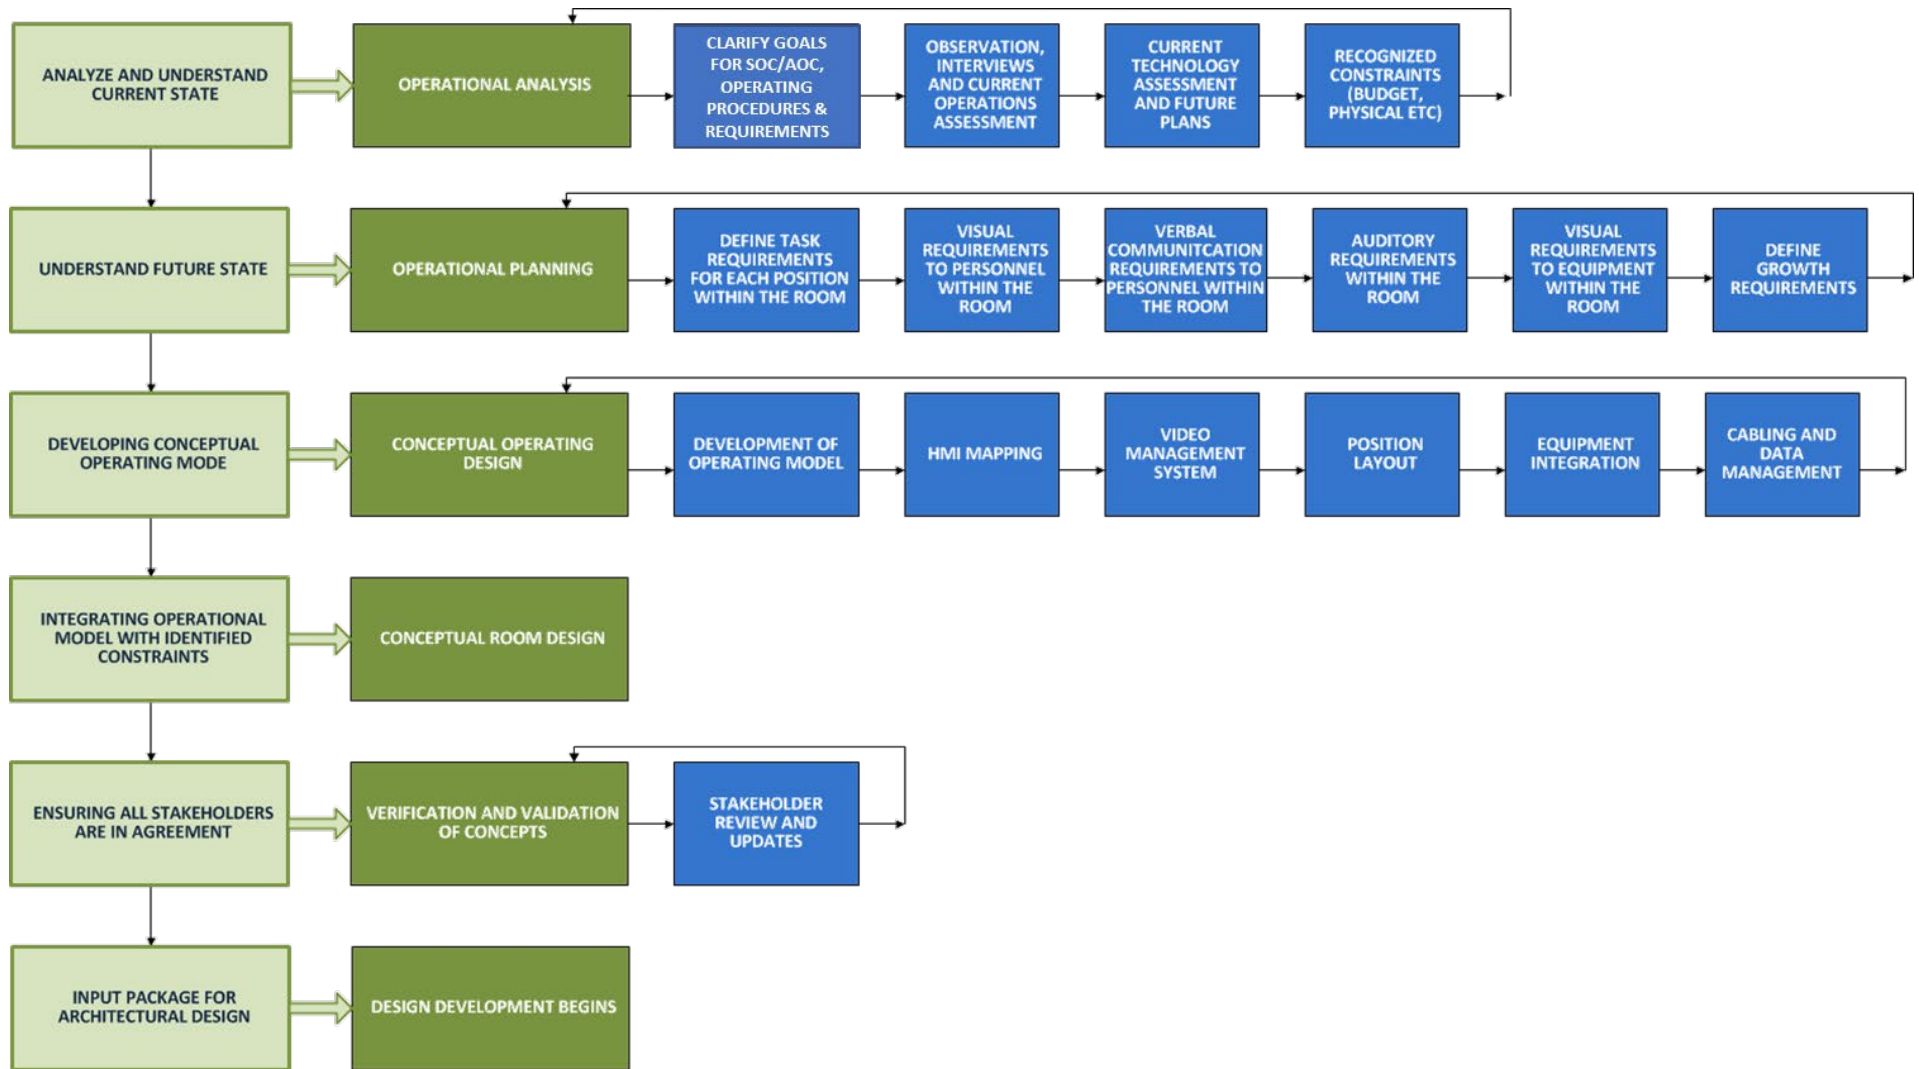 ANALYZE AND UNDERSTAND
CURRENT STATE
OPERATIONAL ANALYSIS
CLARIFY GOALS
FOR SOC/AOC,
OPERATING
PROCEDURES &
REQUIREMENTS
OBSERVATION,
INTERVIEWS
AND CURRENT
OPERATIONS
ASSESSMENT
CURRENT
TECHNOLOGY
ASSESSMENT
AND FUTURE
PLANS
RECOGNIZED
CONSTRAINTS
(BUDGET,
PHYSICAL ETC)
UNDERSTAND FUTURE STATE
OPERATIONAL PLANNING
DEFINE TASK
REQUIREMENTS
FOR EACH POSITION
WITHIN THE ROOM
VISUAL
REQUIREMENTS
TO PERSONNEL
WITHIN THE
ROOM
VERBAL
COMMUNITCATION
REQUIREMENTS TO
PERSONNEL WITHIN
THE ROOM
AUDITORY
REQUIREMENTS
WITHIN THE
ROOM
VISUAL
REQUIREMENTS
TO EQUIPMENT
WITHIN THE
ROOM
DEFINE
GROWTH
REQUIREMENTS
DEVELOPING CONCEPTUAL
OPERATING MODE
CONCEPTUAL OPERATING
DESIGN
DEVELOPMENT OF
OPERATING MODEL
HMI MAPPING
VIDEO
MANAGEMENT
SYSTEM
POSITION
LAYOUT
EQUIPMENT
INTEGRATION
CABLING AND
DATA
MANAGEMENT
INTEGRATING OPERATIONAL
MODEL WITH IDENTIFIED
CONSTRAINTS
CONCEPTUAL ROOM DESIGN
ENSURING ALL STAKEHOLDERS
ARE IN AGREEMENT
VERIFICATION AND VALIDATION
OF CONCEPTS
STAKEHOLDER
REVIEW AND
UPDATES
INPUT PACKAGE FOR
ARCHITECTURAL DESIGN
DESIGN DEVELOPMENT BEGINS